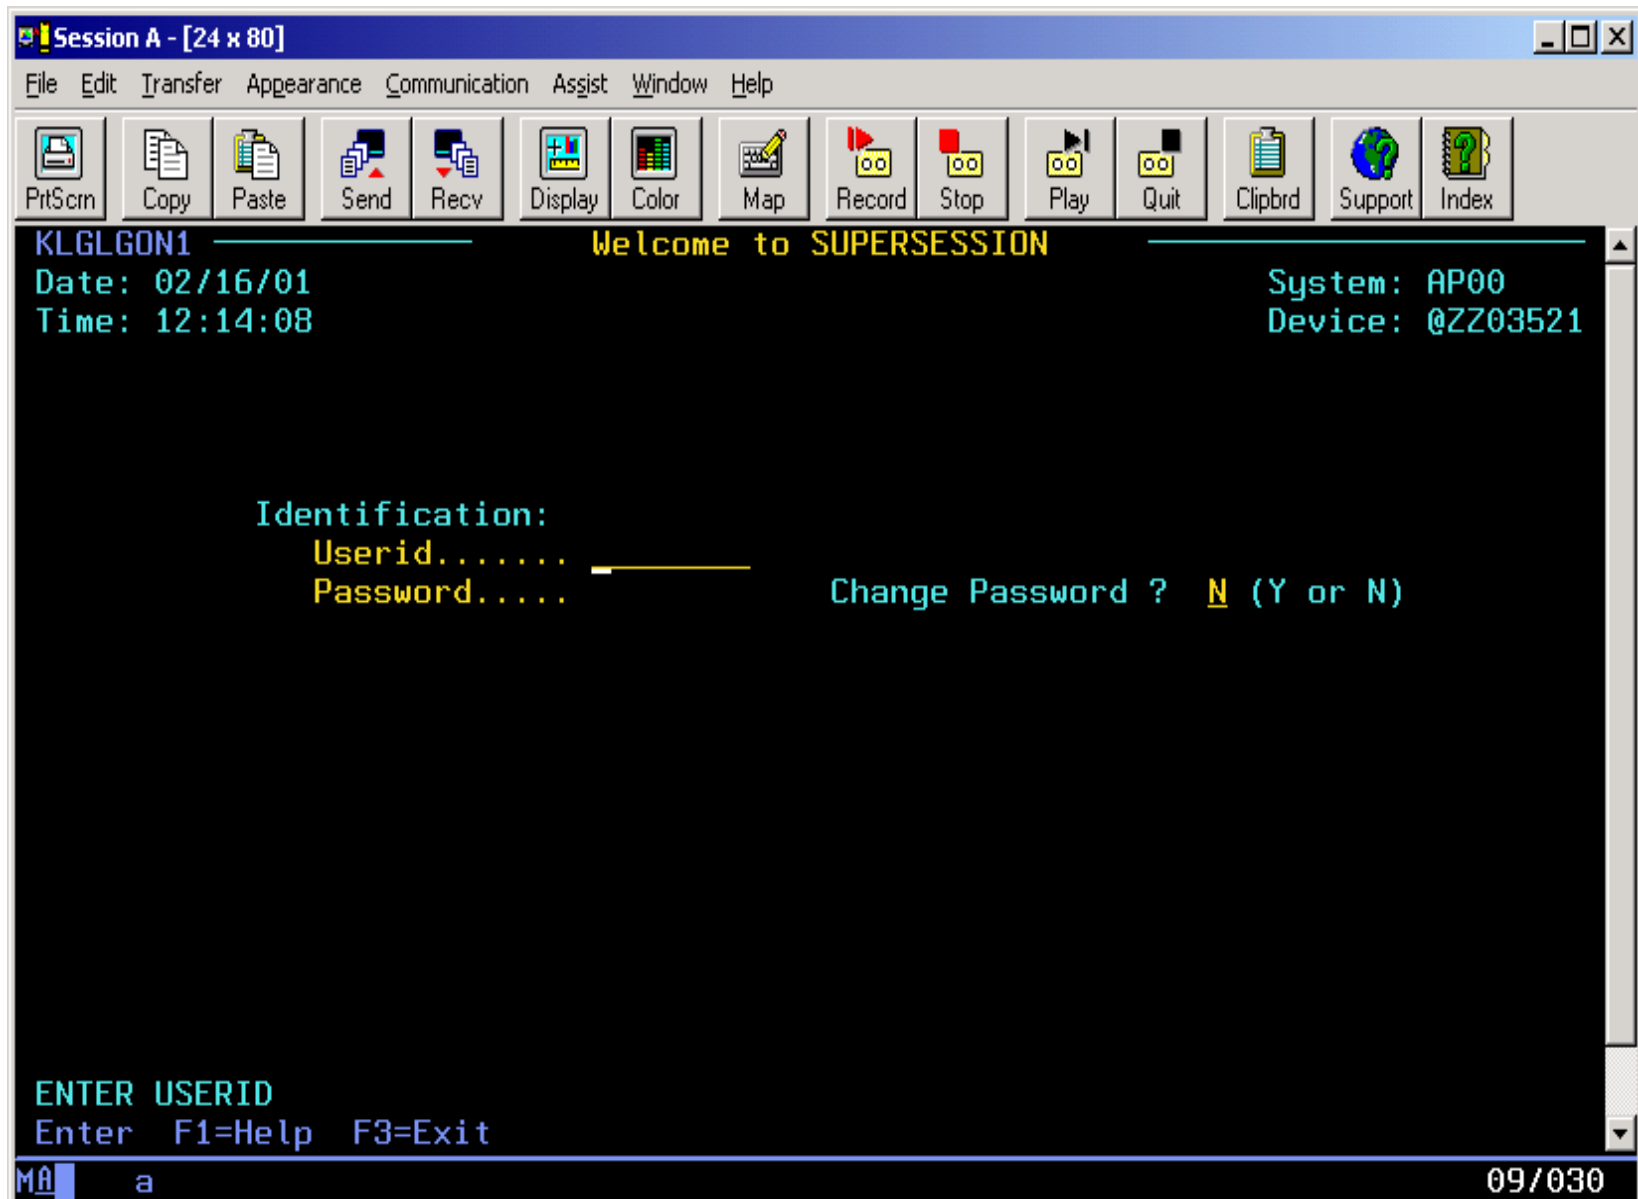 Session A - [24 x 80]
File Edit Transfer Appearance Communication Assist Window Help
PrtScrn Copy Paste Send Recv Display Color Map Record Stop Play Quit Clipbrd Support Index
KLGLGON1 Welcome to SUPERSESSION
Date: 02/16/01 System: AP00
Time: 12:14:08 Device: @ZZ03521
Identification:
Userid.......
Password..... Change Password ? N (Y or N)
ENTER USERID
Enter F1=Help F3=Exit
MA a 09/030